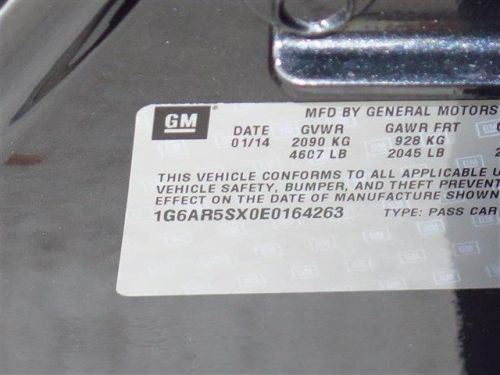 GM
MFD BY GENERAL MOTORS
DATE GVWR GAWR FRT
01/14 2090 KG 928 KG
4607 LB 2045 LB
THIS VEHICLE CONFORMS TO ALL APPLICABLE
VEHICLE SAFETY, BUMPER, AND THEFT PREVENT
EFFECT ON THE DATE OF MANUFACTURE SHOWN
1G6AR5SX0E0164263 TYPE: PASS CAR